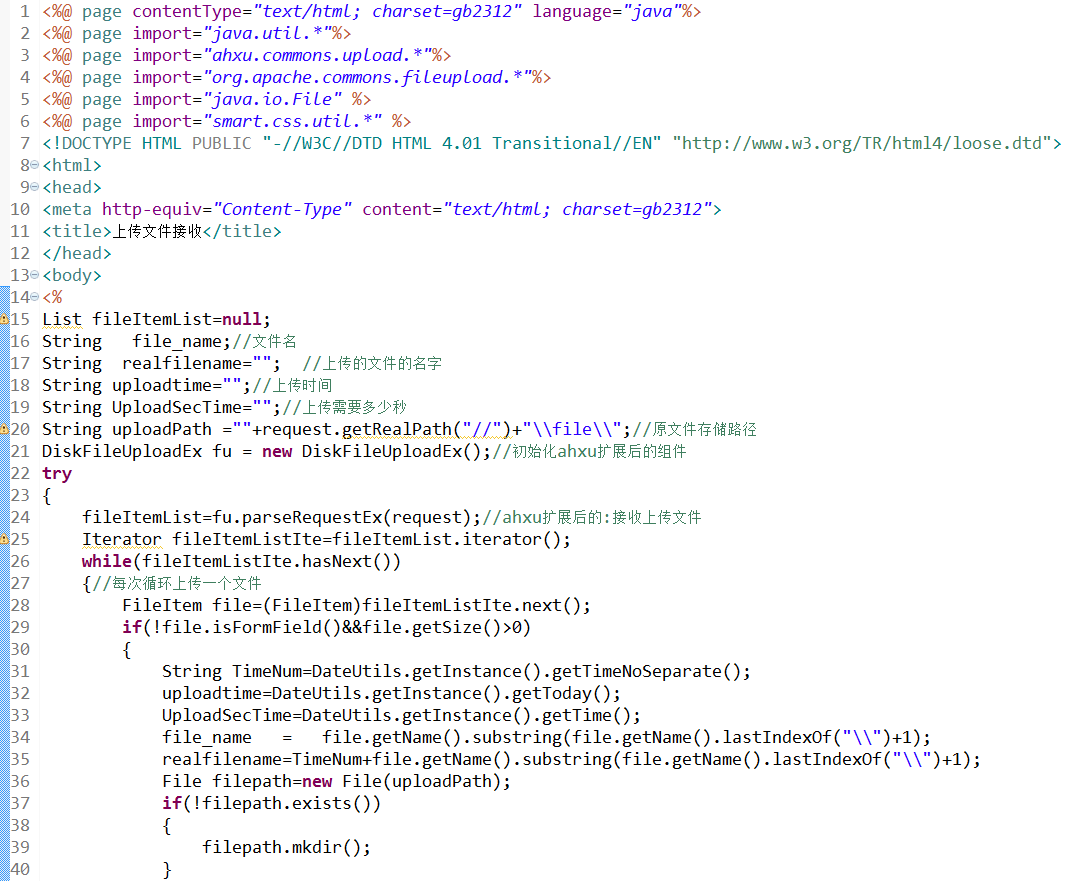 1 <%@ page contentType="text/html; charset=gb2312" language="java"%>
2 <%@ page import="java.util.*"%>
3 <%@ page import="ahxu.commons.upload.*"%>
4 <%@ page import="org.apache.commons.fileupload.*"%>
5 <%@ page import="java.io.File" %>
6 <%@ page import="smart.css.util.*" %>
7 <!DOCTYPE HTML PUBLIC "-//W3C//DTD HTML 4.01 Transitional//EN" "http://www.w3.org/TR/html4/loose.dtd">
8 <html>
9 <head>
10 <meta http-equiv="Content-Type" content="text/html; charset=gb2312">
11 <title>上传文件接收</title>
12 </head>
13 <body>
14 <%
15 List fileItemList=null;
16 String   file_name;//文件名
17 String  realfilename="";  //上传的文件的名字
18 String uploadtime="";//上传时间
19 String UploadSecTime="";//上传需要多少秒
20 String uploadPath =""+request.getRealPath("//")+"\\file\\";//原文件存储路径
21 DiskFileUploadEx fu = new DiskFileUploadEx();//初始化ahxu扩展后的组件
22 try
23 {
24     fileItemList=fu.parseRequestEx(request);//ahxu扩展后的:接收上传文件
25     Iterator fileItemListIte=fileItemList.iterator();
26     while(fileItemListIte.hasNext())
27     {//每次循环上传一个文件
28         FileItem file=(FileItem)fileItemListIte.next();
29         if(!file.isFormField()&&file.getSize()>0)
30         {
31             String TimeNum=DateUtils.getInstance().getTimeNoSeparate();
32             uploadtime=DateUtils.getInstance().getToday();
33             UploadSecTime=DateUtils.getInstance().getTime();
34             file_name   =   file.getName().substring(file.getName().lastIndexOf("\\")+1);
35             realfilename=TimeNum+file.getName().substring(file.getName().lastIndexOf("\\")+1);
36             File filepath=new File(uploadPath);
37             if(!filepath.exists())
38             {
39                 filepath.mkdir();
40             }